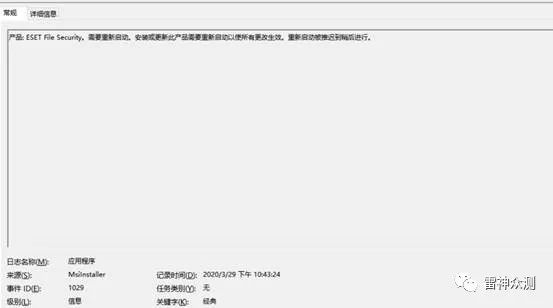 常规 详细信息
产品: ESET File Security。需要重新启动。安装或更新此产品需要重新启动以使所有更改生效。重新启动被推迟到稍后进行。
日志名称(M): 应用程序
来源(S): MsiInstaller 记录时间(D): 2020/3/29 下午 10:43:24
事件 ID(E): 1029 任务类别(Y): 无
级别(L): 信息 关键字(K): 经典
雷神众测